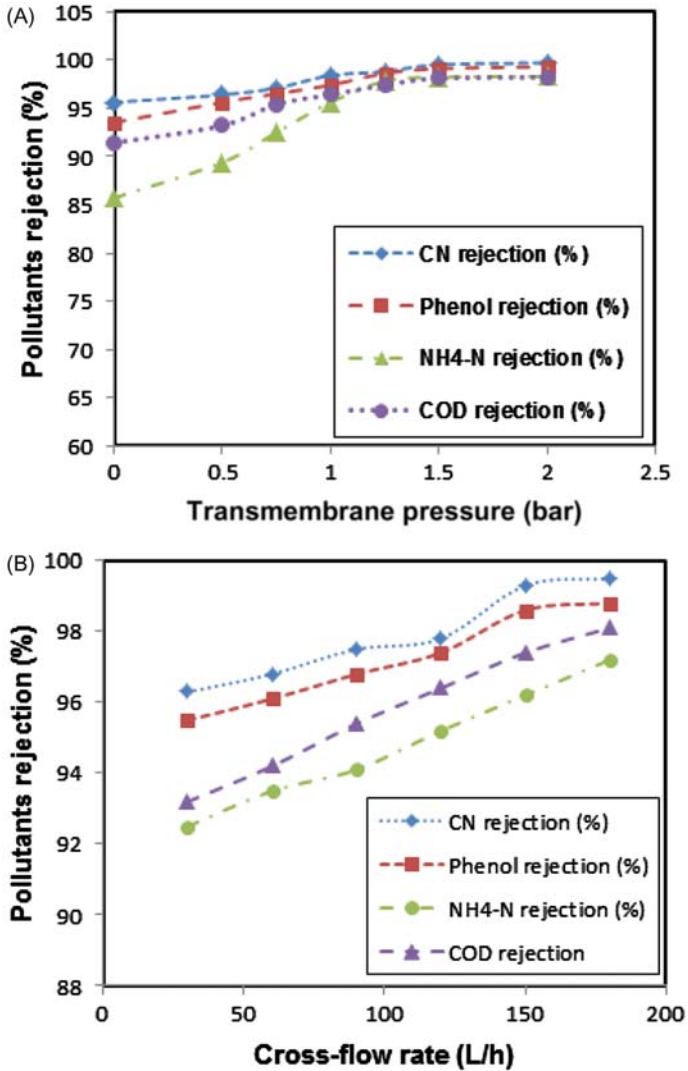 (A)
Pollutants rejection (%)
105
100
95
90
85
80
75
70
65
60
CN rejection (%)
Phenol rejection (%)
NH4-N rejection (%)
COD rejection (%)
0
0.5
1
1.5
2
2.5
Transmembrane pressure (bar)
(B)
Pollutants rejection (%)
100
98
96
94
92
90
88
CN rejection (%)
Phenol rejection (%)
NH4-N rejection (%)
COD rejection
0
50
100
150
200
Cross-flow rate (L/h)